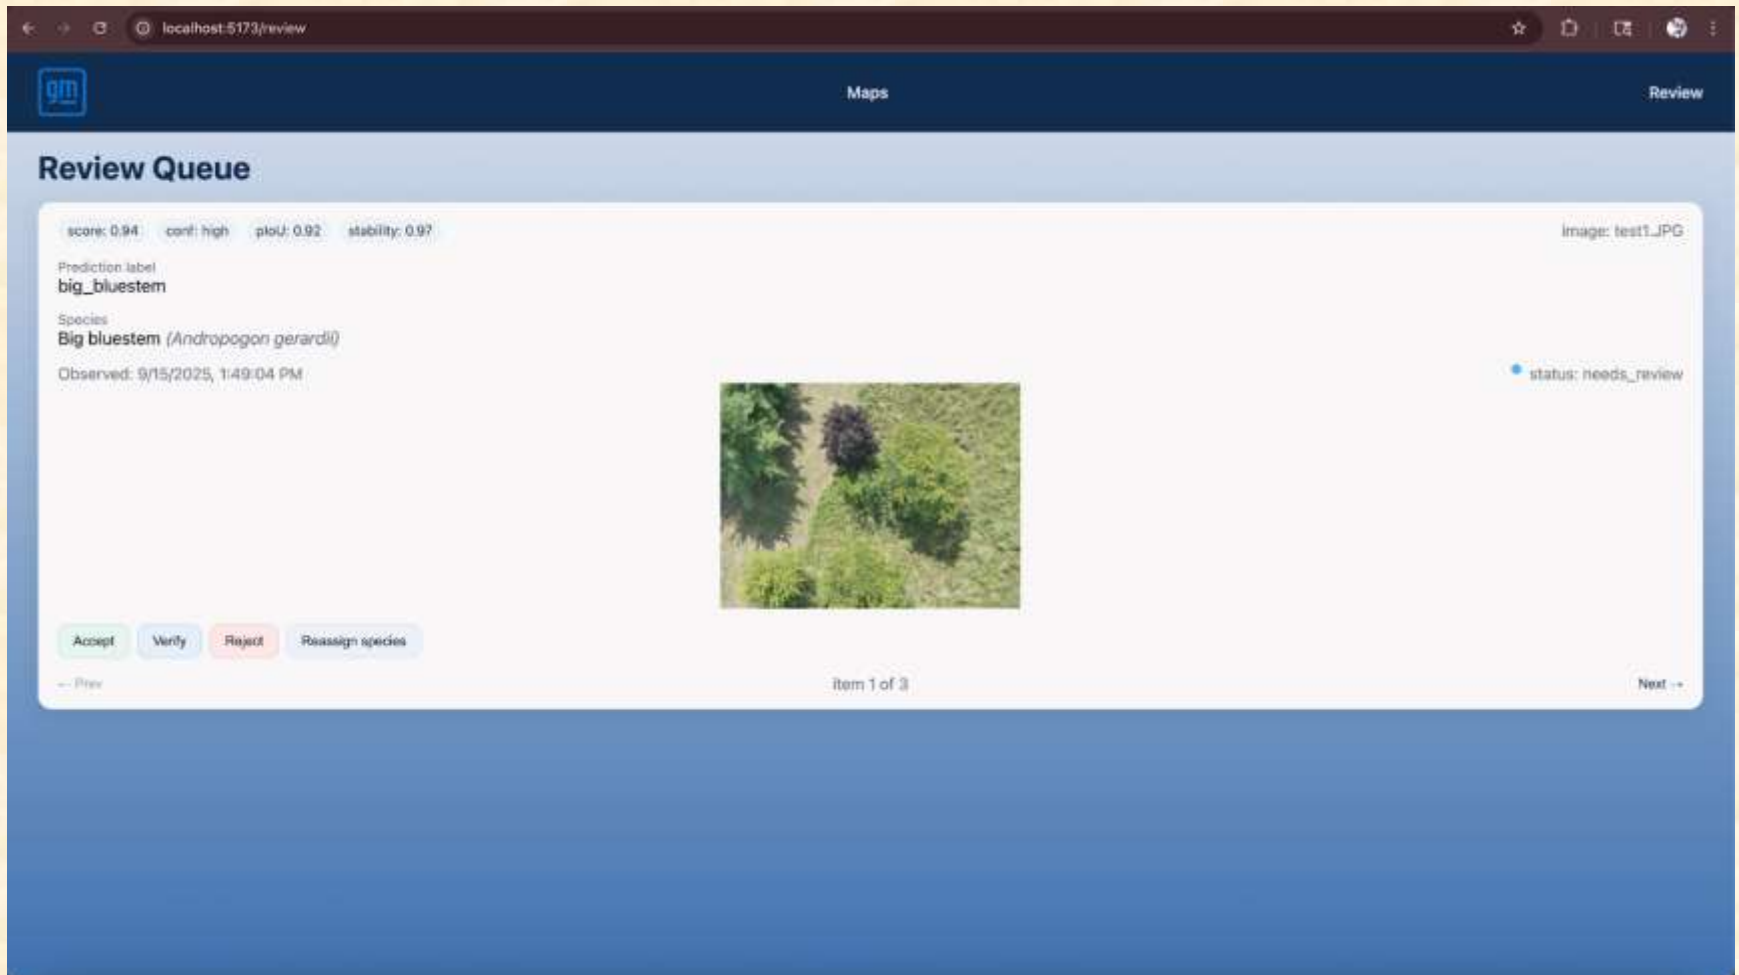 localhost:5173/review
gm
Maps
Review
Review Queue
score: 0.94 conf: high pIoU: 0.92 stability: 0.97
image: test1.JPG
Prediction label
big_bluestem
Species
Big bluestem (Andropogon gerardii)
Observed: 9/15/2025, 1:49:04 PM
status: needs_review
Accept Verify Reject Reassign species
← Prev
item 1 of 3
Next →